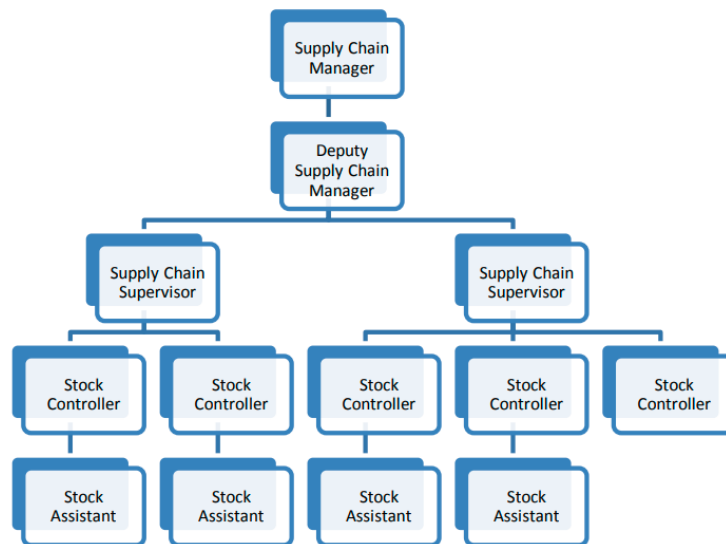 Supply Chain
Manager
Deputy
Supply Chain
Manager
Supply Chain
Supervisor
Supply Chain
Supervisor
Stock
Controller
Stock
Controller
Stock
Controller
Stock
Controller
Stock
Controller
Stock
Assistant
Stock
Assistant
Stock
Assistant
Stock
Assistant